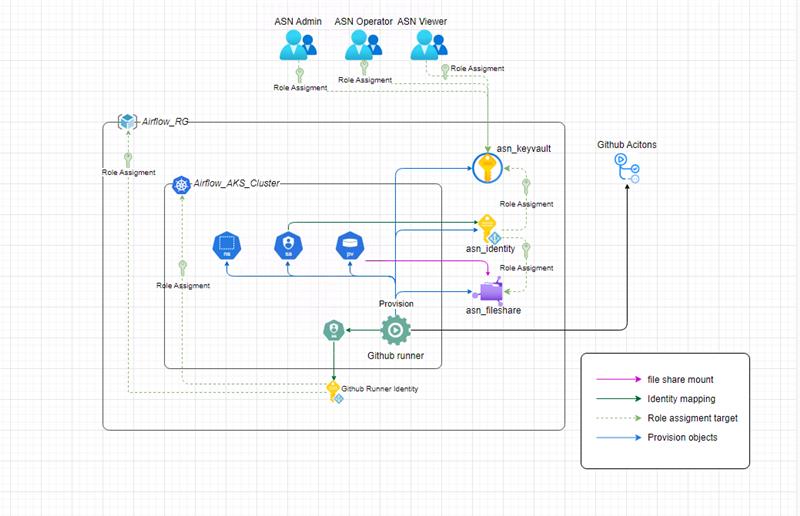 ASN Admin
ASN Operator
ASN Viewer
Role Assigment
Role Assigment
Role Assigment
Airflow_RG
asn_keyvault
Github Acitons
Role Assigment
Airflow_AKS_Cluster
Role Assigment
ns
sa
pv
asn_identity
Role Assigment
Role Assigment
Provision
asn_fileshare
sa
Github runner
Github Runner Identity
file share mount
Identity mapping
Role assigment target
Provision objects